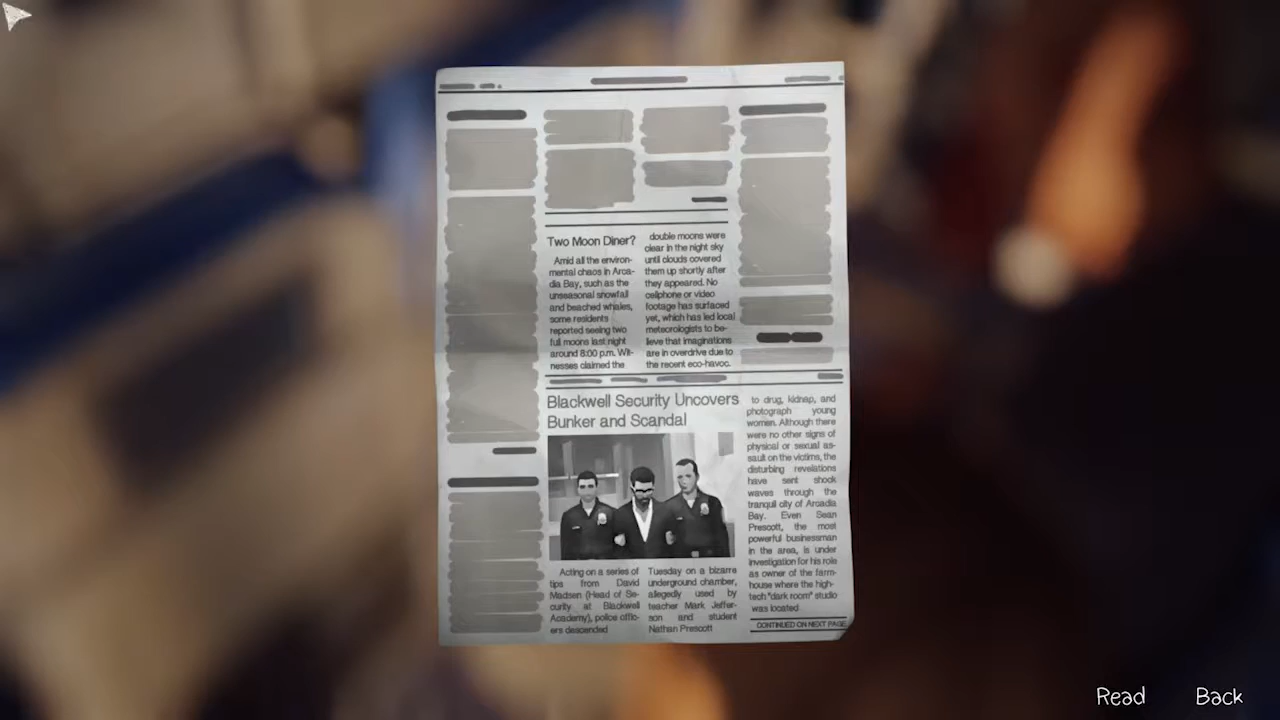 Two Moon Diner?
Amid all the environ-
mental chaos in Arca-
dia Bay, such as the
unseasonal snowfall
and beached whales,
some residents
reported seeing two
full moons last night
around 8:00 p.m. Wit-
nesses claimed the
double moons were
clear in the night sky
until clouds covered
them up shortly after
they appeared. No
cellphone or video
footage has surfaced
yet, which has led local
meteorologists to be-
lieve that imaginations
are in overdrive due to
the recent eco-havoc.
Blackwell Security Uncovers
Bunker and Scandal
Acting on a series of
tips from David
Madsen (Head of Se-
curity at Blackwell
Academy), police offic-
ers descended
Tuesday on a bizarre
underground chamber,
allegedly used by
teacher Mark Jeffer-
son and student
Nathan Prescott
to drug, kidnap, and
photograph young
women. Although there
were no other signs of
physical or sexual as-
sault on the victims, the
disturbing revelations
have sent shock
waves through the
tranquil city of Arcadia
Bay. Even Sean
Prescott, the most
powerful businessman
in the area, is under
investigation for his role
as owner of the farm-
house where the high-
tech "dark room" studio
was located
CONTINUED ON NEXT PAGE
Read
Back